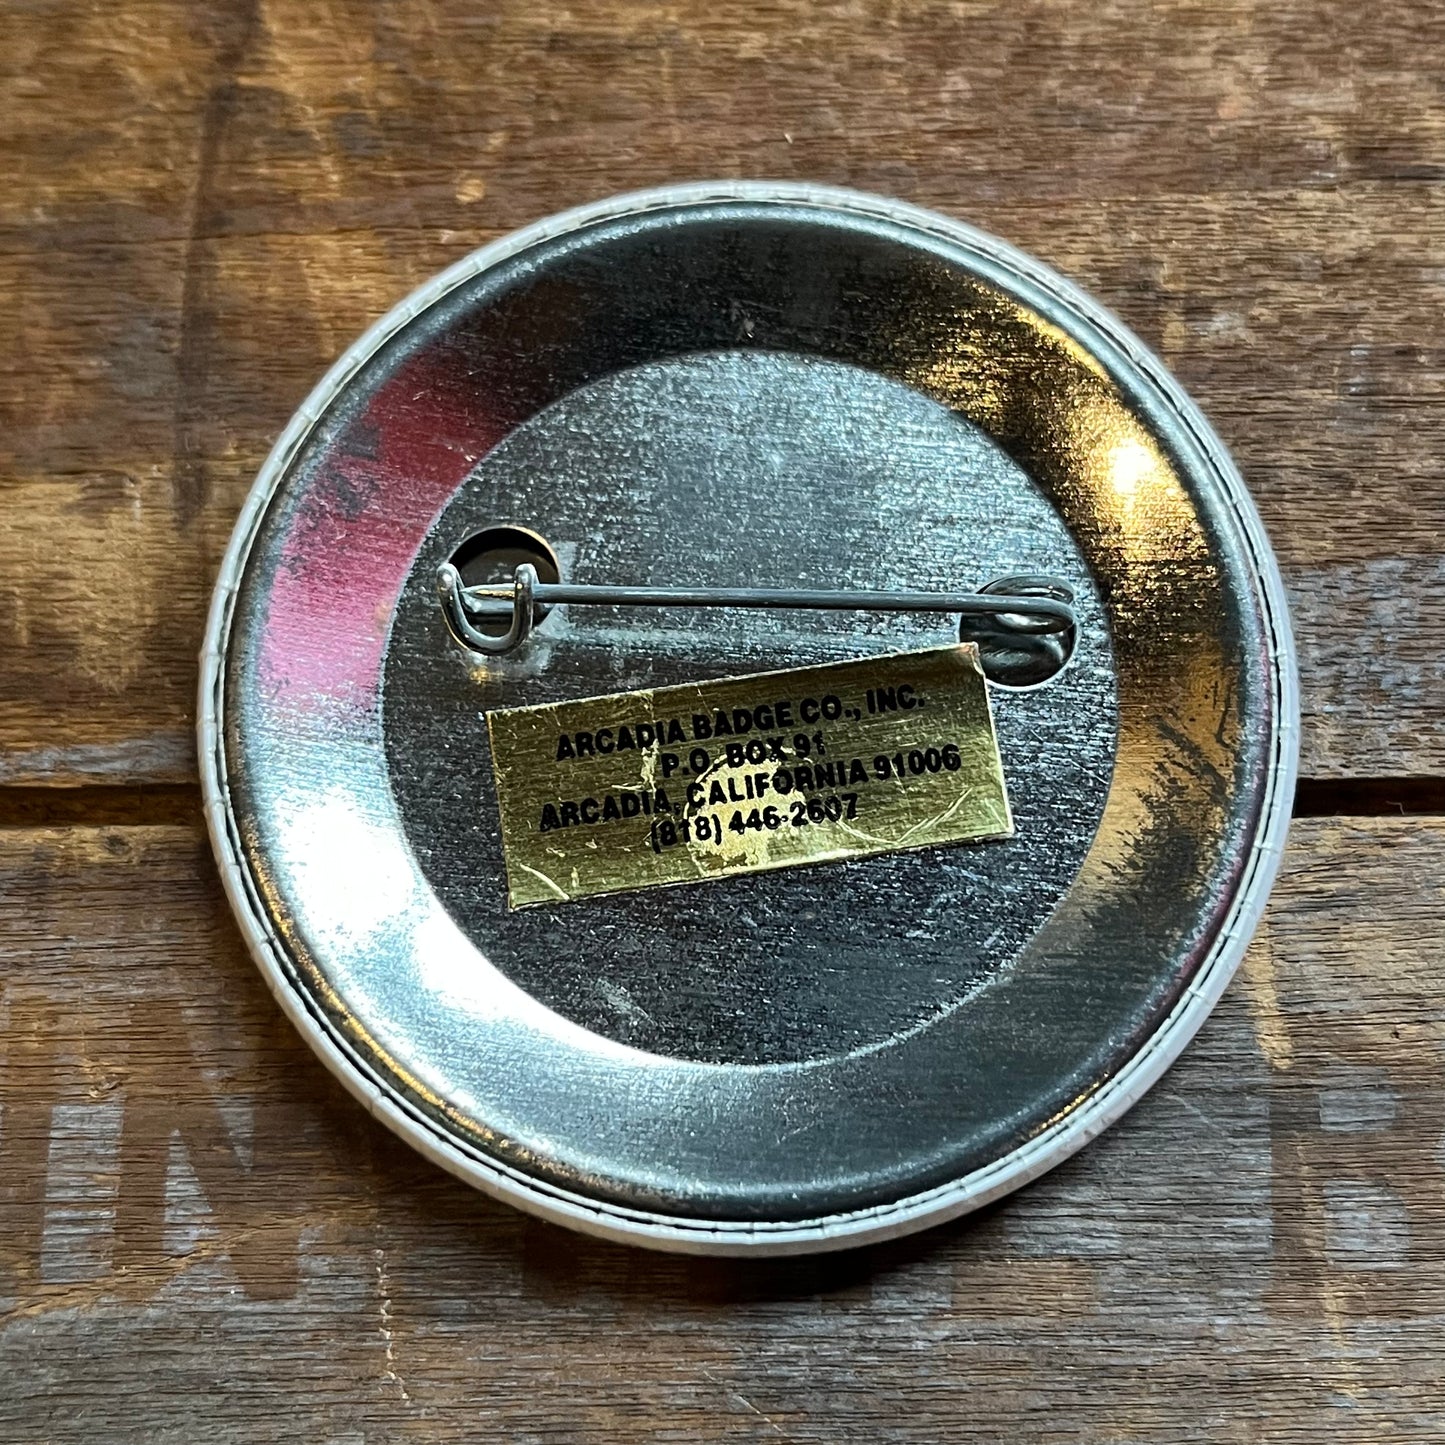 ARCADIA BADGE CO., INC.
P.O. BOX 91
ARCADIA, CALIFORNIA 91006
(818) 446-2607